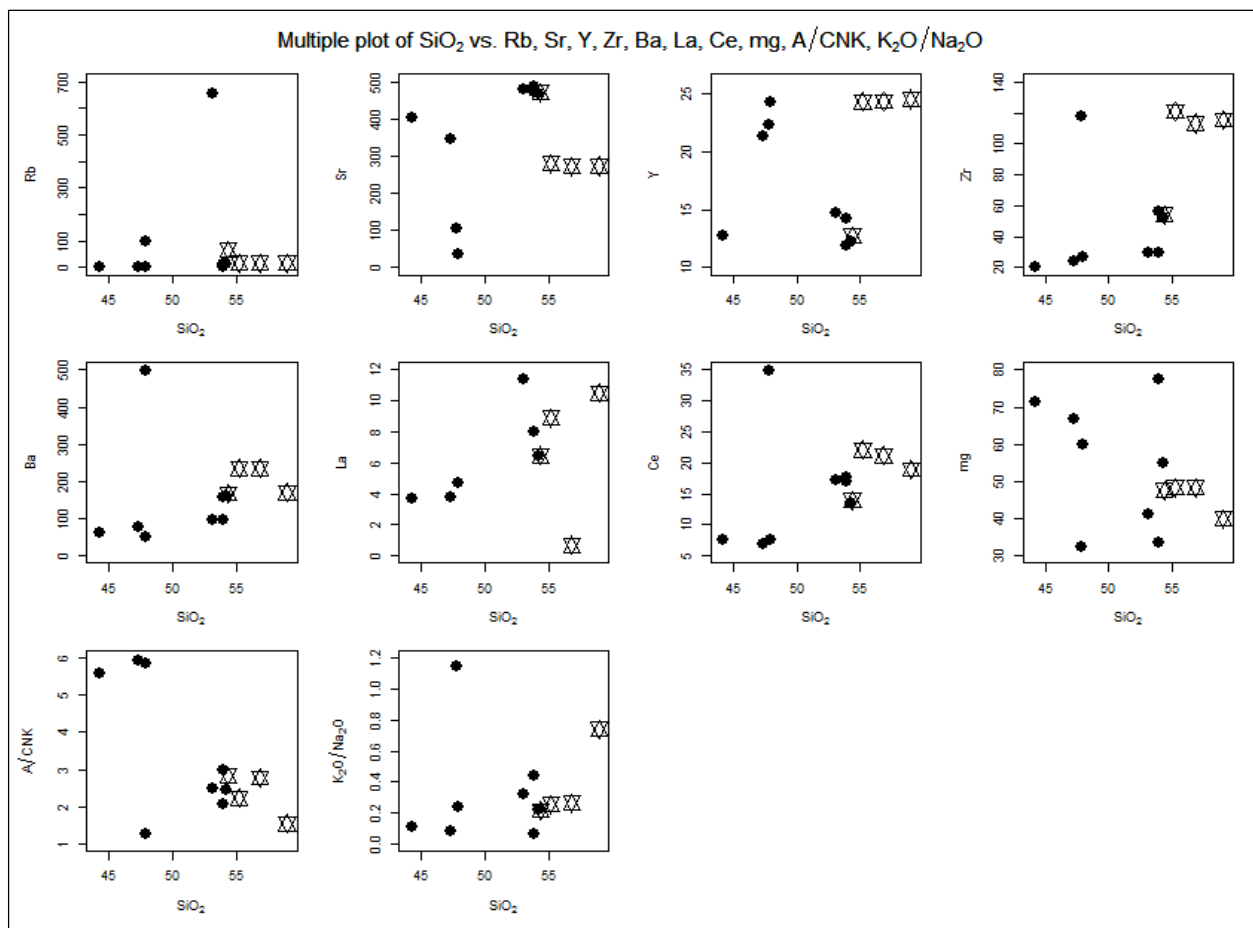 Multiple plot of SiO₂ vs. Rb, Sr, Y, Zr, Ba, La, Ce, mg, A/CNK, K₂O/Na₂O
Rb
0 100 300 500 700
45 50 55
SiO₂
Sr
0 100 200 300 400 500
45 50 55
SiO₂
Y
10 15 20 25
45 50 55
SiO₂
Zr
20 40 60 80 100 140
45 50 55
SiO₂
Ba
0 100 200 300 400 500
45 50 55
SiO₂
La
0 2 4 6 8 10 12
45 50 55
SiO₂
Ce
5 10 15 20 25 30 35
45 50 55
SiO₂
mg
30 40 50 60 70 80
45 50 55
SiO₂
A/CNK
1 2 3 4 5 6
45 50 55
SiO₂
K₂O/Na₂O
0.0 0.2 0.4 0.6 0.8 1.0 1.2
45 50 55
SiO₂